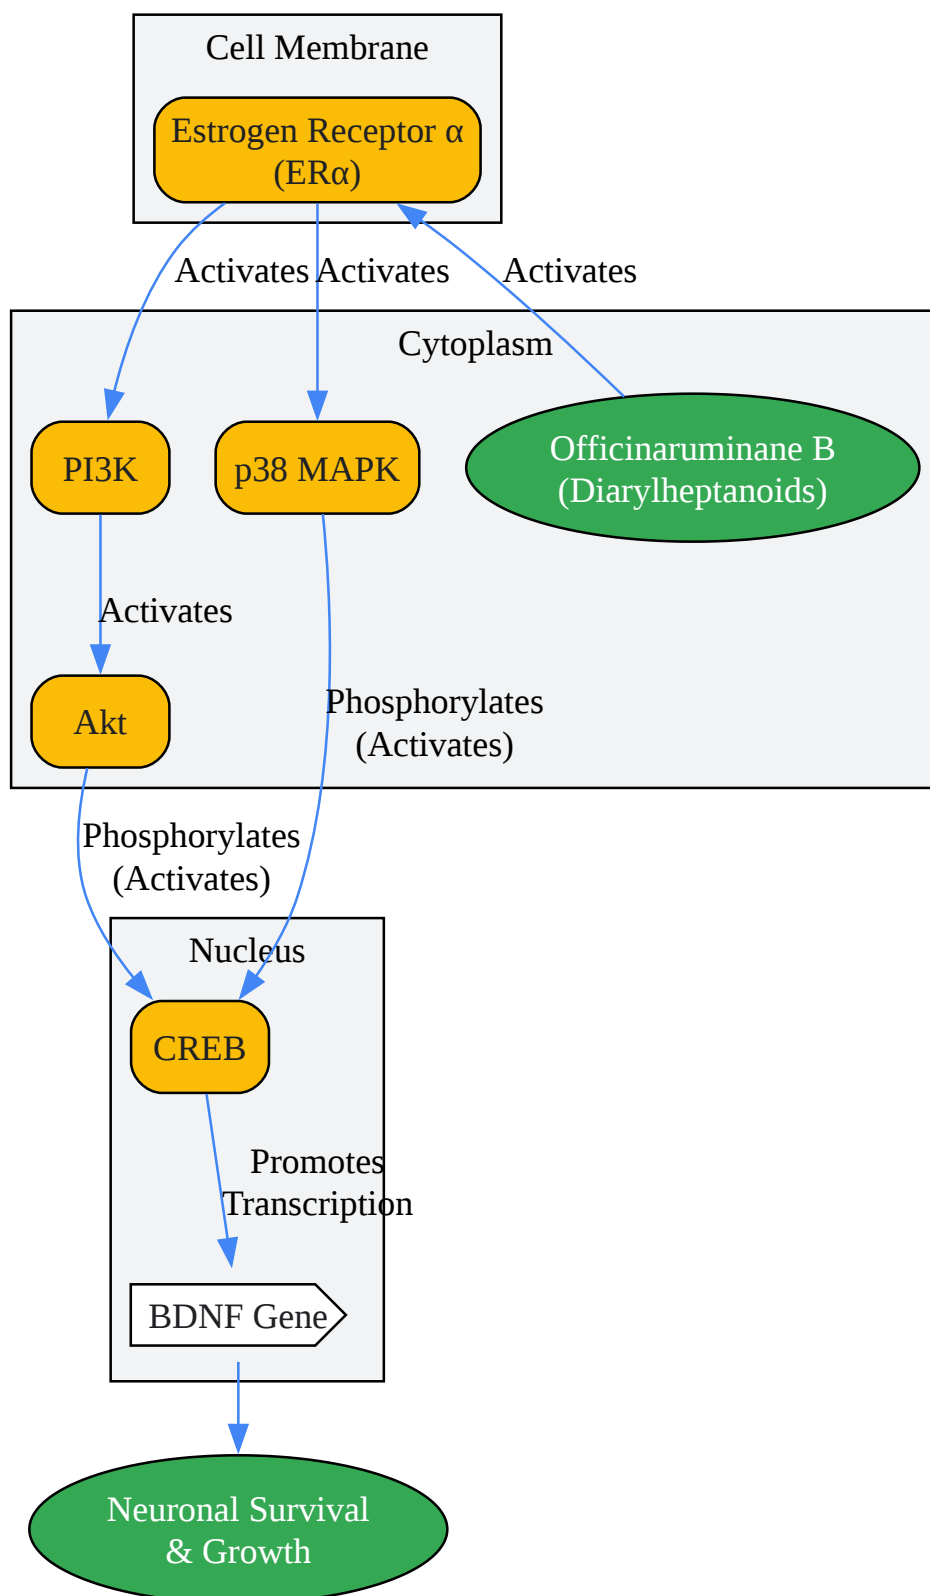 Cell Membrane
Estrogen Receptor α
(ERα)
Activates
Activates
Activates
Cytoplasm
PI3K
p38 MAPK
Officinaruminane B
(Diarylheptanoids)
Activates
Akt
Phosphorylates
(Activates)
Phosphorylates
(Activates)
Nucleus
CREB
Promotes
Transcription
BDNF Gene
Neuronal Survival
& Growth